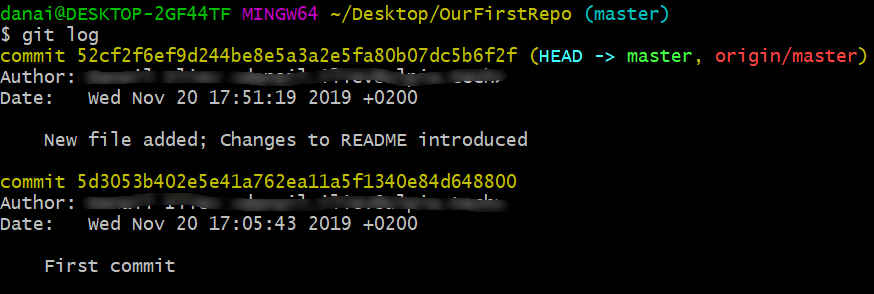 danai@DESKTOP-2GF44TF MINGW64 ~/Desktop/OurFirstRepo (master)
$ git log
commit 52cf2f6ef9d244be8e5a3a2e5fa80b07dc5b6f2f (HEAD -> master, origin/master)
Author:
Date:   Wed Nov 20 17:51:19 2019 +0200
New file added; Changes to README introduced
commit 5d3053b402e5e41a762ea11a5f1340e84d648800
Author:
Date:   Wed Nov 20 17:05:43 2019 +0200
First commit